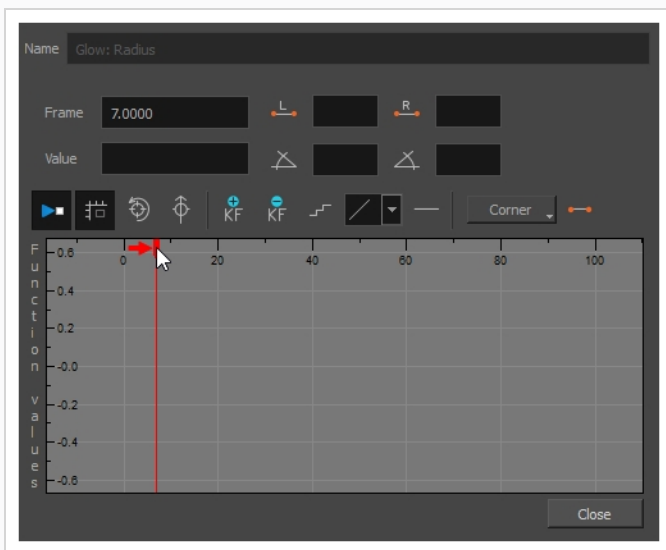 Name Glow: Radius
Frame 7.0000 L R
Value
KF KF Corner
Function values
0.6
0 20 40 60 80 100
0.4
0.2
-0.0
-0.2
-0.4
-0.6
Close